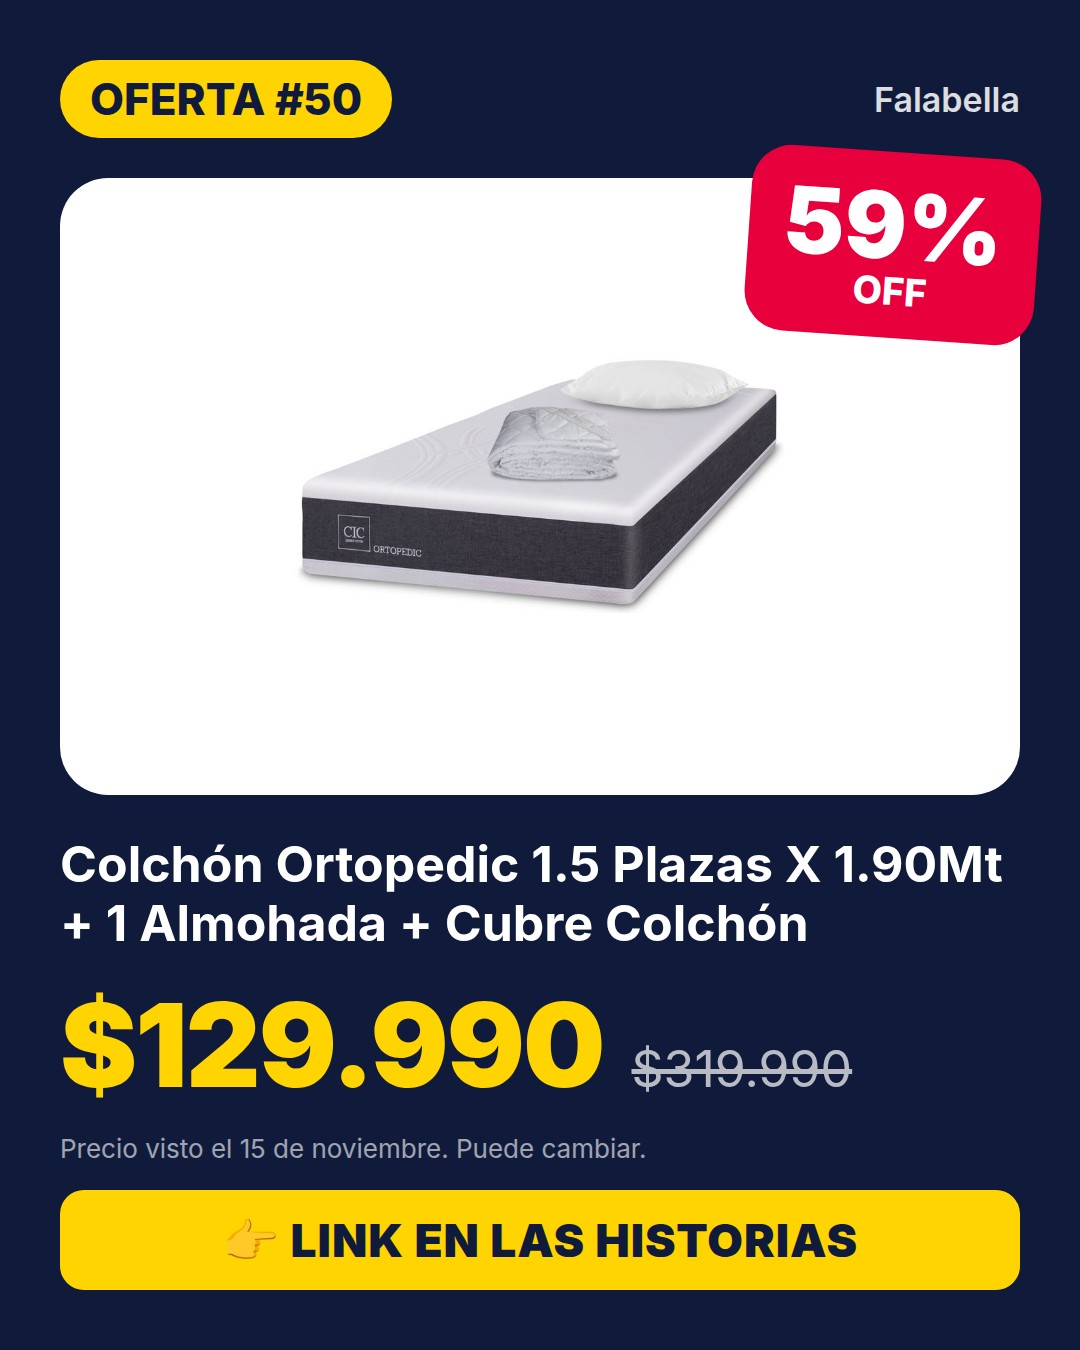 OFERTA #50
Falabella
59%
OFF
CIC
ORTOPEDIC
Colchón Ortopedic 1.5 Plazas X 1.90Mt
+ 1 Almohada + Cubre Colchón
$129.990 $319.990
Precio visto el 15 de noviembre. Puede cambiar.
👉 LINK EN LAS HISTORIAS